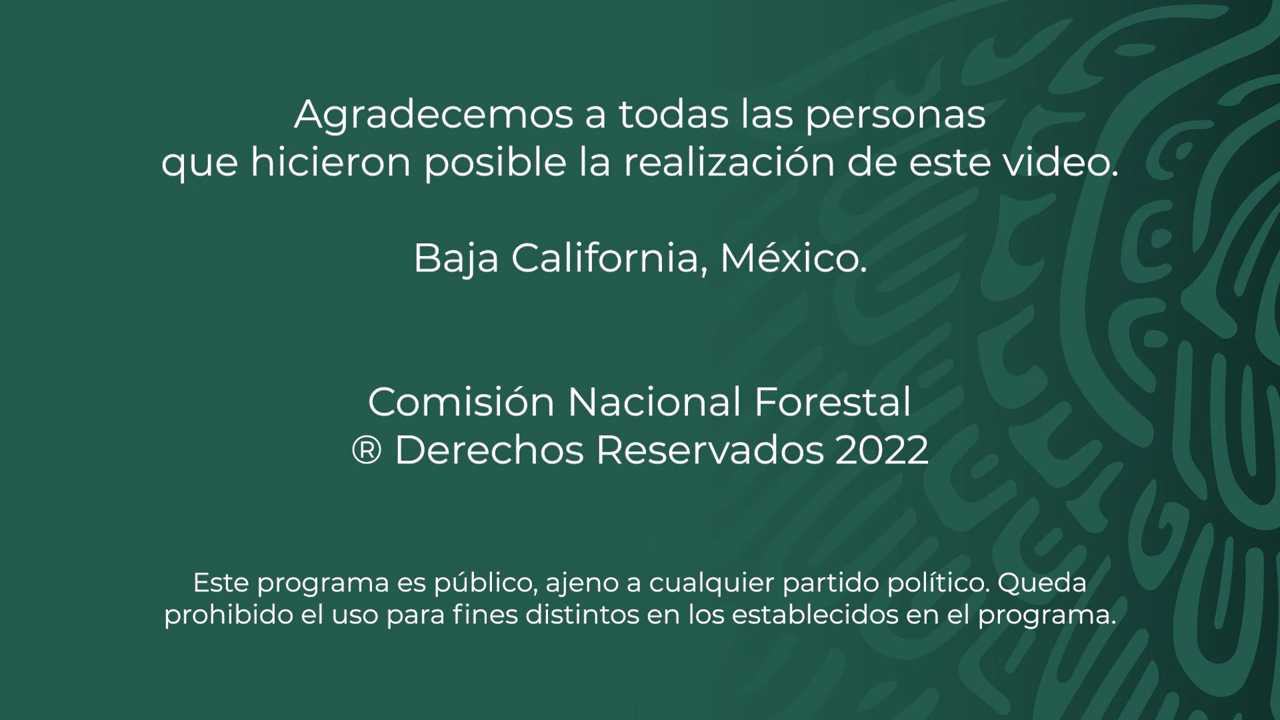 Agradecemos a todas las personas
que hicieron posible la realización de este video.
Baja California, México.
Comisión Nacional Forestal
® Derechos Reservados 2022
Este programa es público, ajeno a cualquier partido político. Queda
prohibido el uso para fines distintos en los establecidos en el programa.